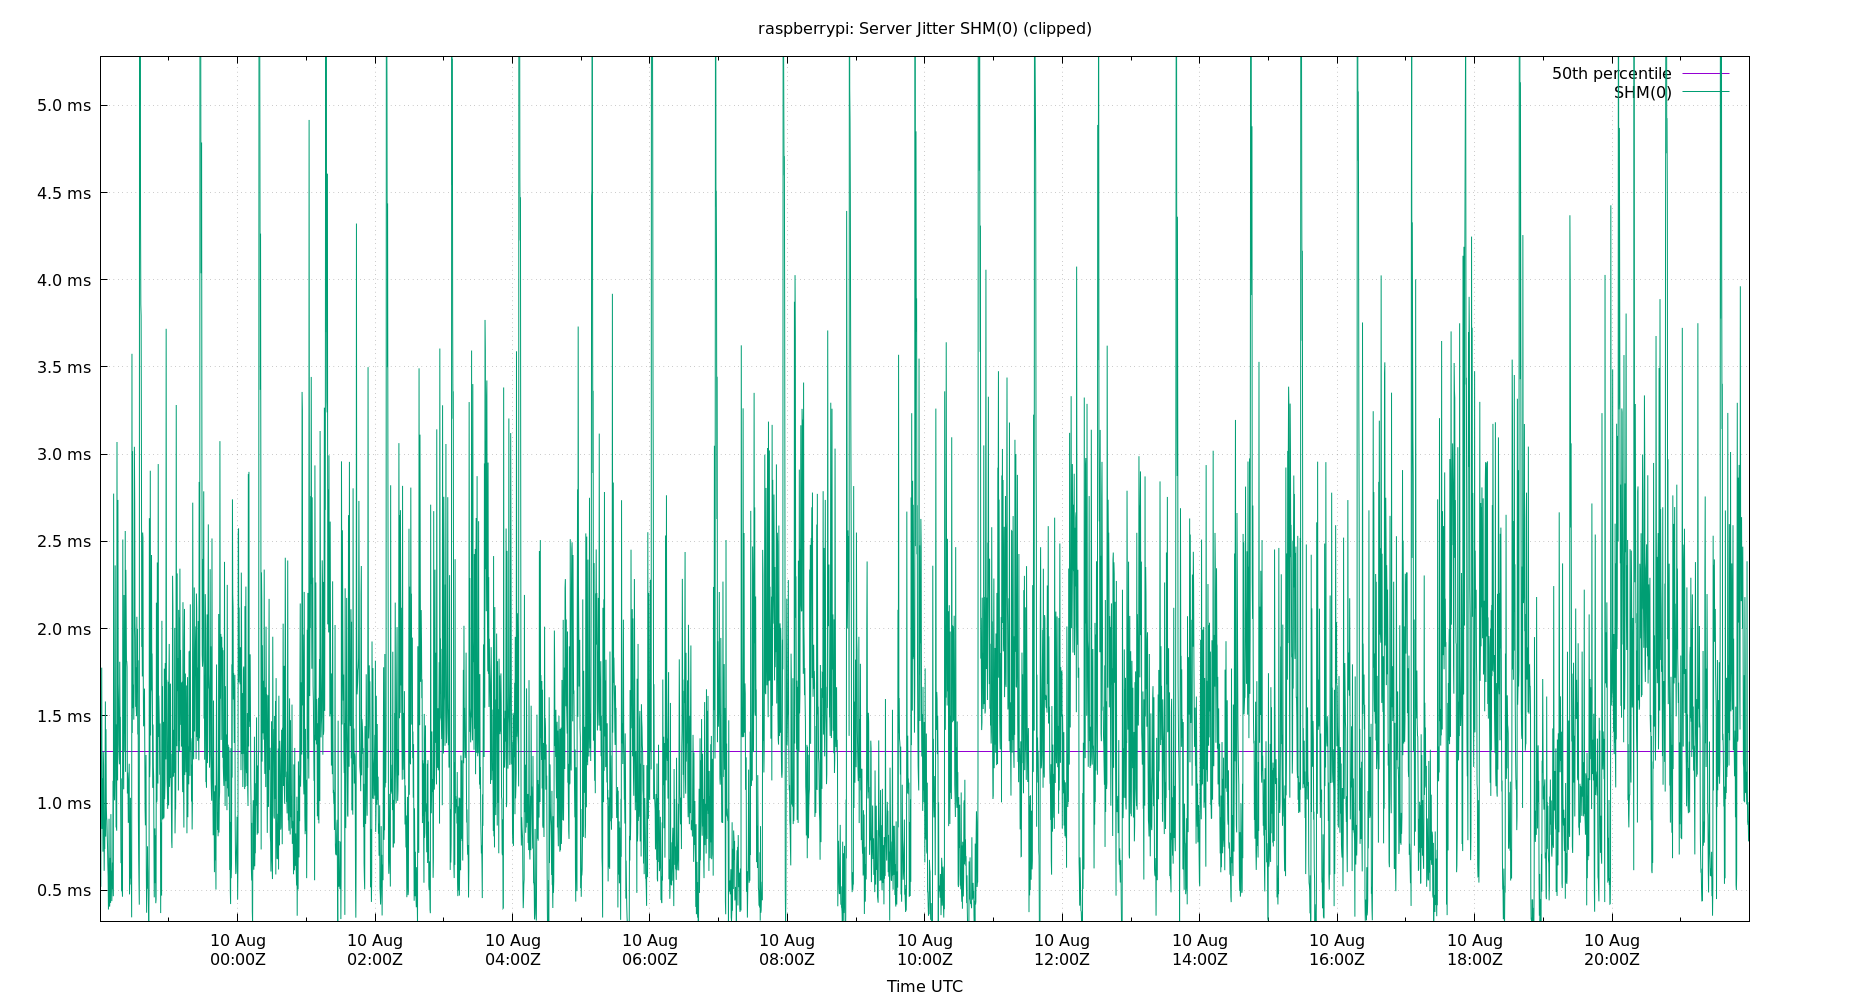 raspberrypi: Server Jitter SHM(0) (clipped)
50th percentile
SHM(0)
5.0 ms
4.5 ms
4.0 ms
3.5 ms
3.0 ms
2.5 ms
2.0 ms
1.5 ms
1.0 ms
0.5 ms
10 Aug 10 Aug 10 Aug 10 Aug 10 Aug 10 Aug 10 Aug 10 Aug 10 Aug 10 Aug 10 Aug
00:00Z 02:00Z 04:00Z 06:00Z 08:00Z 10:00Z 12:00Z 14:00Z 16:00Z 18:00Z 20:00Z
Time UTC